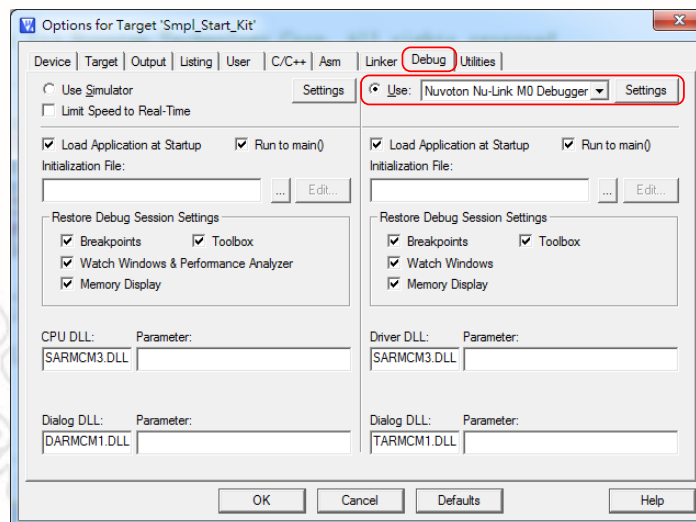 Options for Target 'Smpl_Start_Kit'
Device Target Output Listing User C/C++ Asm Linker Debug Utilities
Use Simulator Settings
Limit Speed to Real-Time
Use: Nuvoton Nu-Link M0 Debugger Settings
Load Application at Startup Run to main()
Initialization File:
... Edit...
Load Application at Startup Run to main()
Initialization File:
... Edit...
Restore Debug Session Settings
Breakpoints Toolbox
Watch Windows & Performance Analyzer
Memory Display
Restore Debug Session Settings
Breakpoints Toolbox
Watch Windows
Memory Display
CPU DLL: Parameter:
SARMCM3.DLL
Driver DLL: Parameter:
SARMCM3.DLL
Dialog DLL: Parameter:
DARMCM1.DLL
Dialog DLL: Parameter:
TARMCM1.DLL
OK Cancel Defaults Help